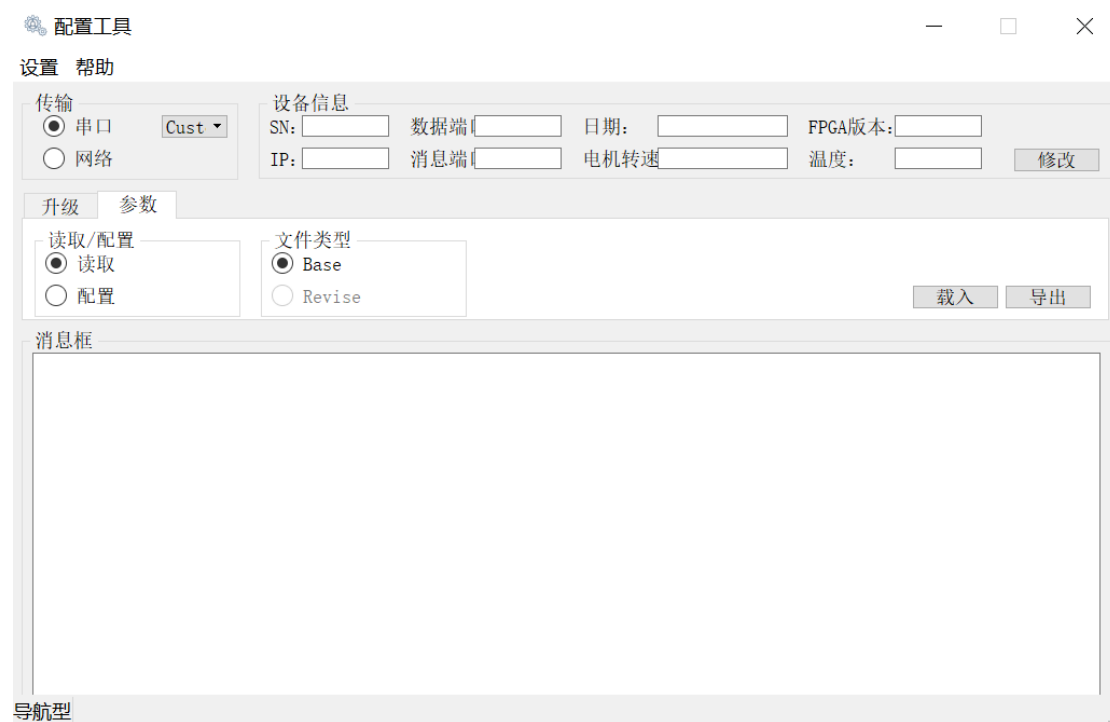 配置工具
设置 帮助
传输
串口 Cust
网络
设备信息
SN: 数据端 日期: FPGA版本:
IP: 消息端 电机转速 温度: 修改
升级 参数
读取/配置
读取
配置
文件类型
Base
Revise
载入 导出
消息框
导航型